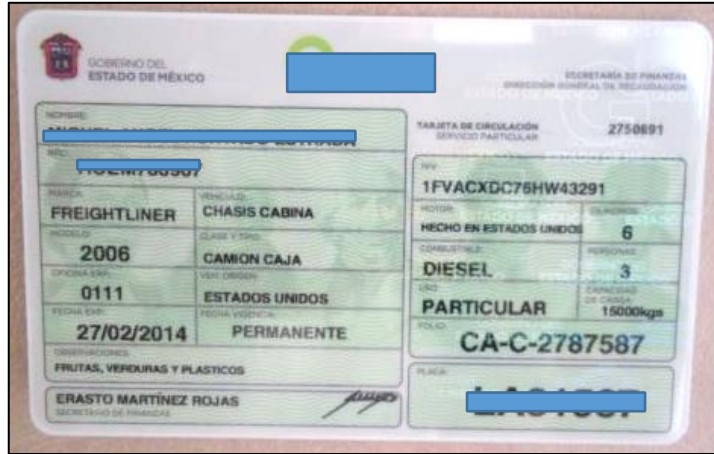 GOBIERNO DEL
ESTADO DE MÉXICO
SECRETARÍA DE FINANZAS
DIRECCIÓN GENERAL DE RECAUDACIÓN
NOMBRE:
RFC:
MARCA: VEHICULO:
FREIGHTLINER CHASIS CABINA
MODELO: CLASE Y TIPO:
2006 CAMION CAJA
OFICINA EXP.: VEH. ORIGEN:
0111 ESTADOS UNIDOS
FECHA EXP.: FECHA VIGENCIA:
27/02/2014 PERMANENTE
OBSERVACIONES:
FRUTAS, VERDURAS Y PLASTICOS
ERASTO MARTÍNEZ ROJAS
SECRETARIO DE FINANZAS
TARJETA DE CIRCULACIÓN 2750691
SERVICIO PARTICULAR
NIV:
1FVACXDC76HW43291
MOTOR:
HECHO EN ESTADOS UNIDOS 6
COMBUSTIBLE: PERSONAS:
DIESEL 3
USO: CAPACIDAD DE CARGA:
PARTICULAR 15000kgs
FOLIO:
CA-C-2787587
PLACA: